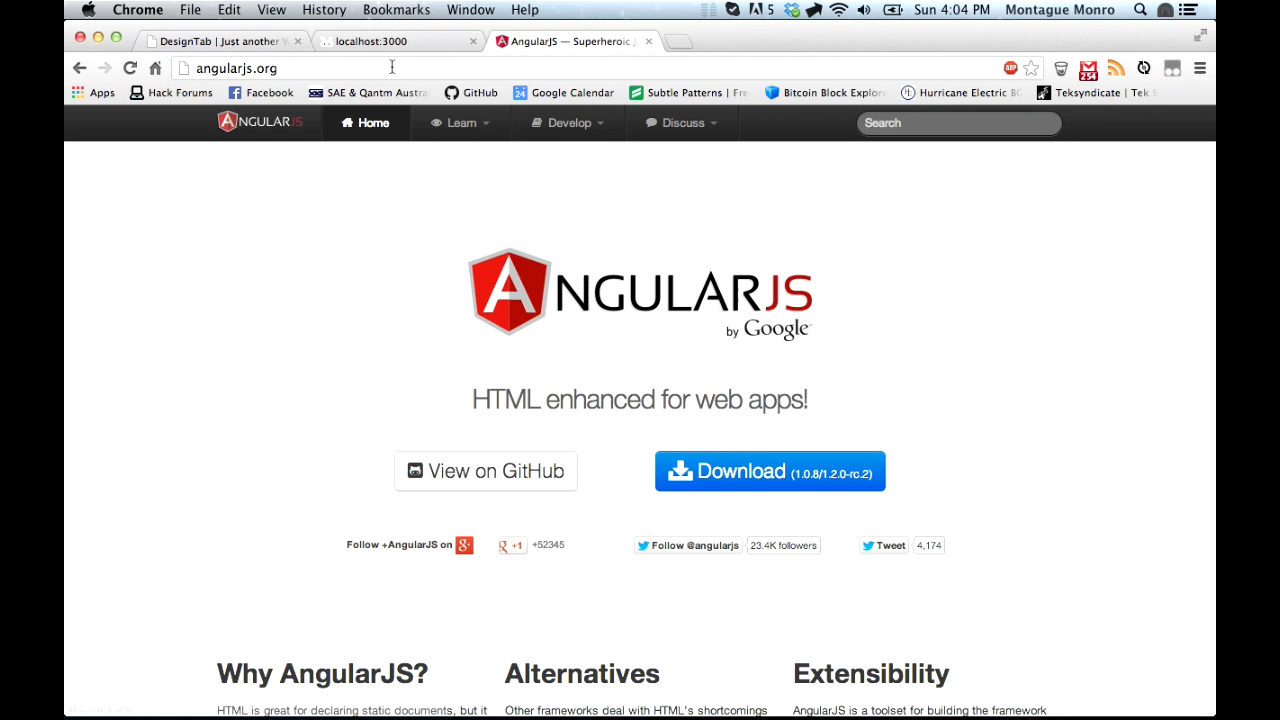 Chrome File Edit View History Bookmarks Window Help 5 Sun 4:04 PM Montague Monro
DesignTab | Just another localhost:3000 AngularJS — Superheroic
angularjs.org ABP 254
Apps Hack Forums Facebook SAE & Qantm Austra GitHub 24 Google Calendar Subtle Patterns | Fre Bitcoin Block Explor Hurricane Electric BG Teksyndicate | Tek S
ANGULARJS Home Learn Develop Discuss Search
ANGULARJS
by Google
HTML enhanced for web apps!
View on GitHub Download (1.0.8/1.2.0-rc.2)
Follow +AngularJS on g+ +1 +52345 Follow @angularjs 23.4K followers Tweet 4,174
Why AngularJS? Alternatives Extensibility
HTML is great for declaring static documents, but it Other frameworks deal with HTML's shortcomings AngularJS is a toolset for building the framework